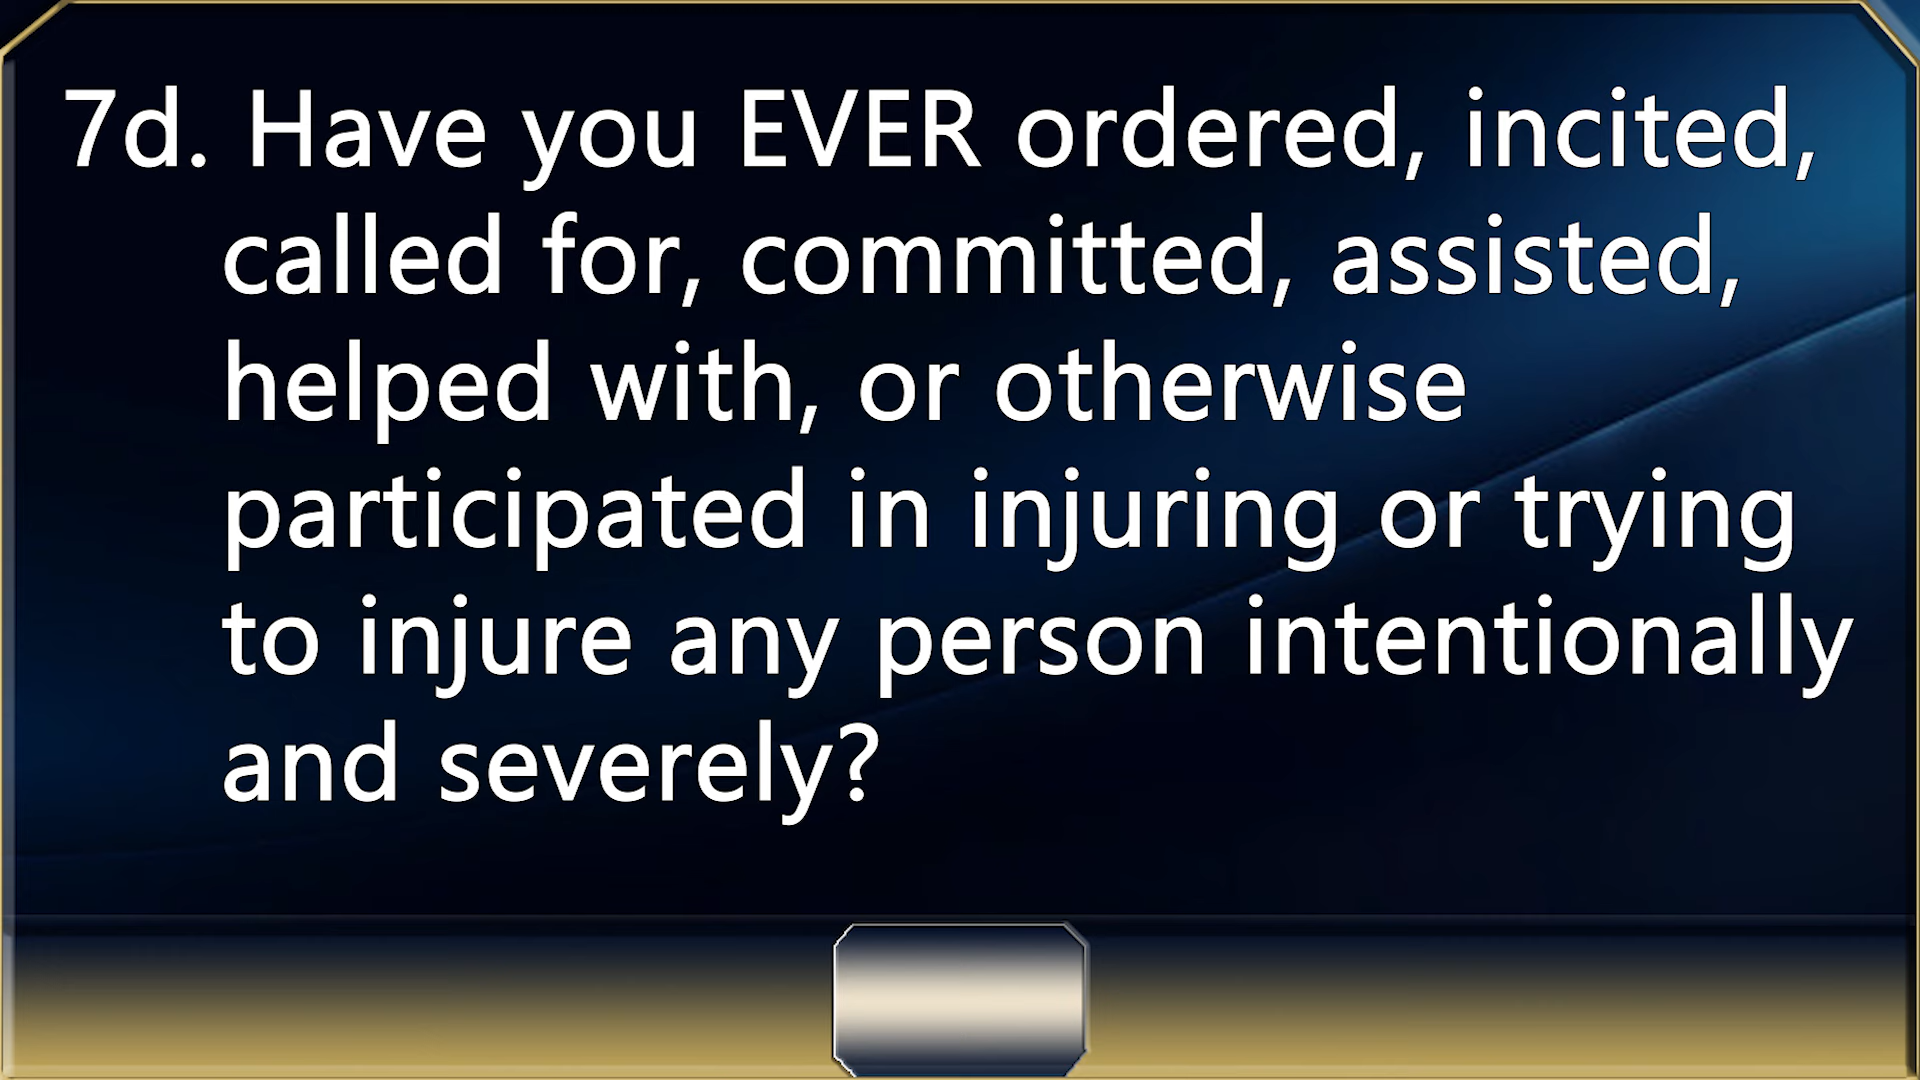 7d. Have you EVER ordered, incited,
called for, committed, assisted,
helped with, or otherwise
participated in injuring or trying
to injure any person intentionally
and severely?